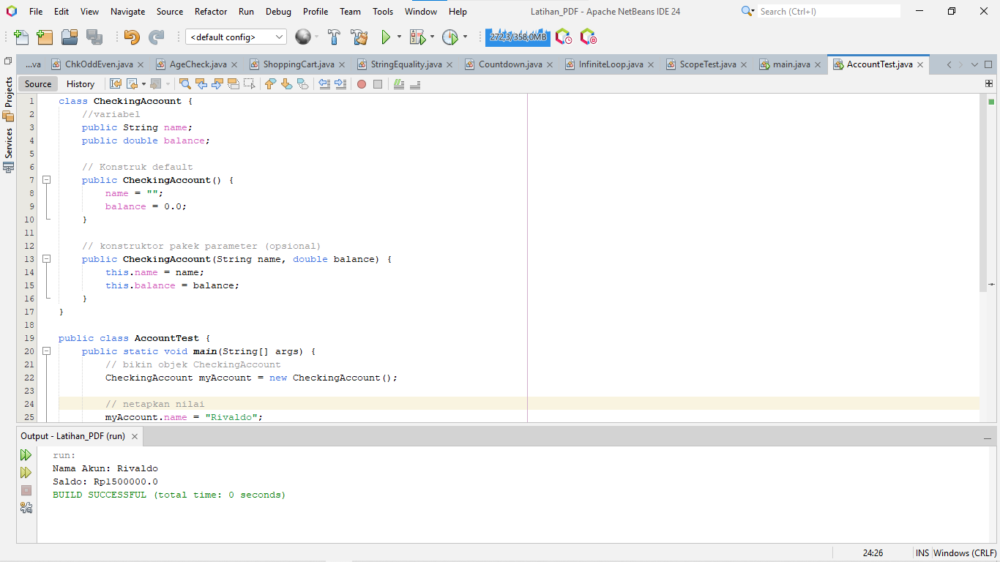 File Edit View Navigate Source Refactor Run Debug Profile Team Tools Window Help Latihan_PDF - Apache NetBeans IDE 24 Search (Ctrl+I)
<default config> 272,3/358,0MB
...va ChkOddEven.java AgeCheck.java ShoppingCart.java StringEquality.java Countdown.java InfiniteLoop.java ScopeTest.java main.java AccountTest.java
Projects
Services
Source History
1 class CheckingAccount {
2 //variabel
3 public String name;
4 public double balance;
5
6 // Konstruk default
7 public CheckingAccount() {
8 name = "";
9 balance = 0.0;
10 }
11
12 // konstruktor pakek parameter (opsional)
13 public CheckingAccount(String name, double balance) {
14 this.name = name;
15 this.balance = balance;
16 }
17 }
18
19 public class AccountTest {
20 public static void main(String[] args) {
21 // bikin objek CheckingAccount
22 CheckingAccount myAccount = new CheckingAccount();
23
24 // netapkan nilai
25 myAccount.name = "Rivaldo";
Output - Latihan_PDF (run)
run:
Nama Akun: Rivaldo
Saldo: Rp1500000.0
BUILD SUCCESSFUL (total time: 0 seconds)
24:26 INS Windows (CRLF)